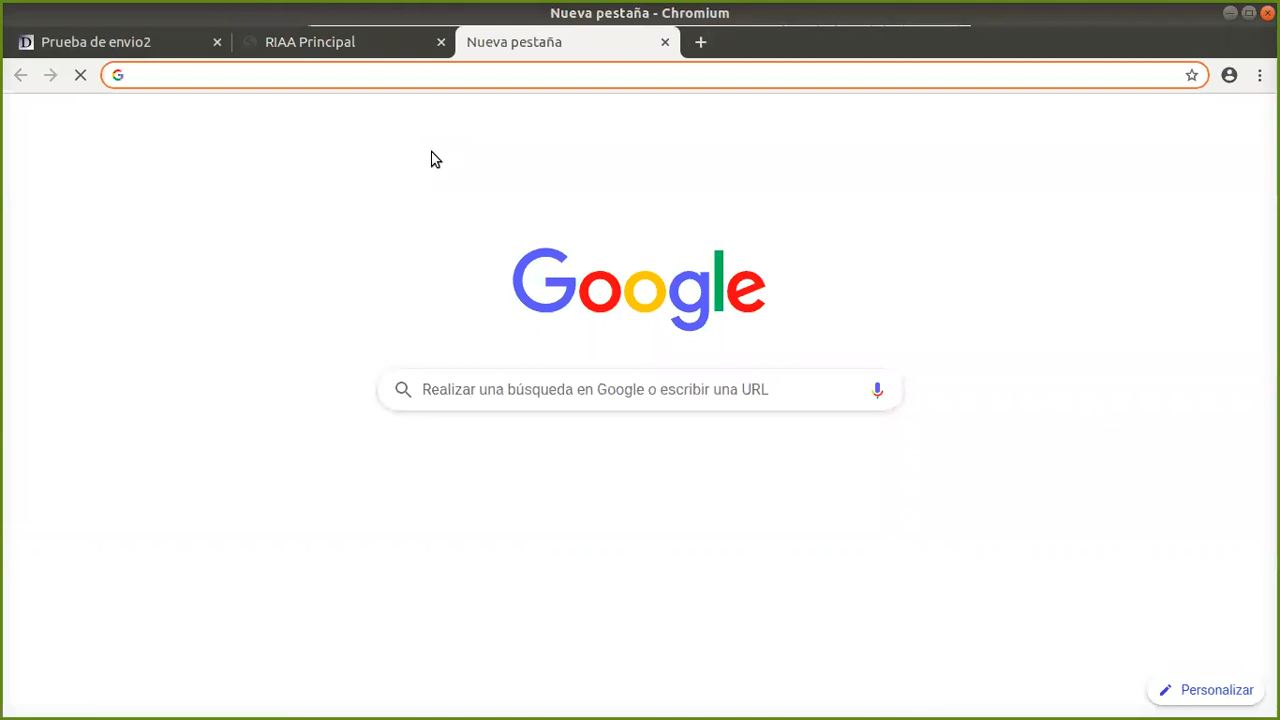 Nueva pestaña - Chromium
Prueba de envio2
RIAA Principal
Nueva pestaña
Google
Realizar una búsqueda en Google o escribir una URL
Personalizar